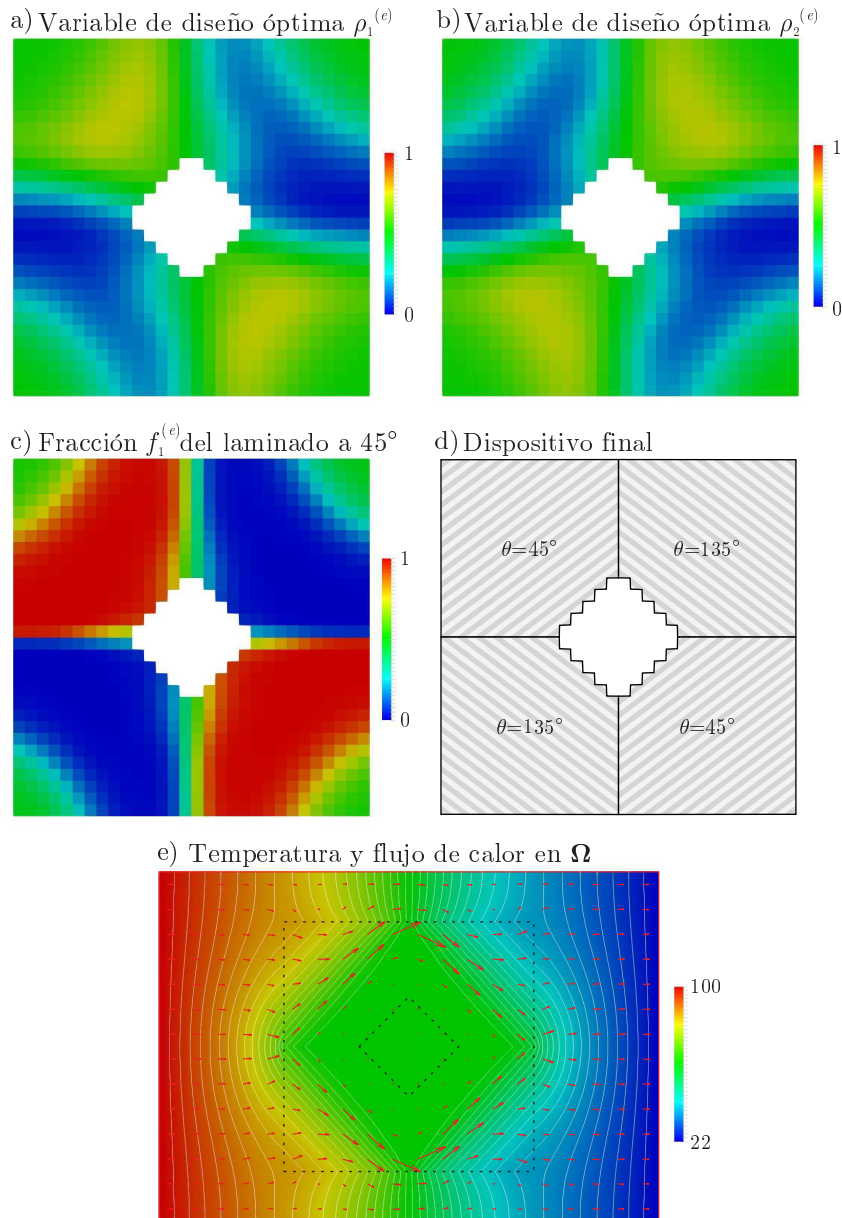 a) Variable de diseño óptima ρ₁⁽ᵉ⁾
b) Variable de diseño óptima ρ₂⁽ᵉ⁾
1
0
1
0
c) Fracción f₁⁽ᵉ⁾ del laminado a 45°
d) Dispositivo final
1
0
θ=45°
θ=135°
θ=135°
θ=45°
e) Temperatura y flujo de calor en Ω
100
22